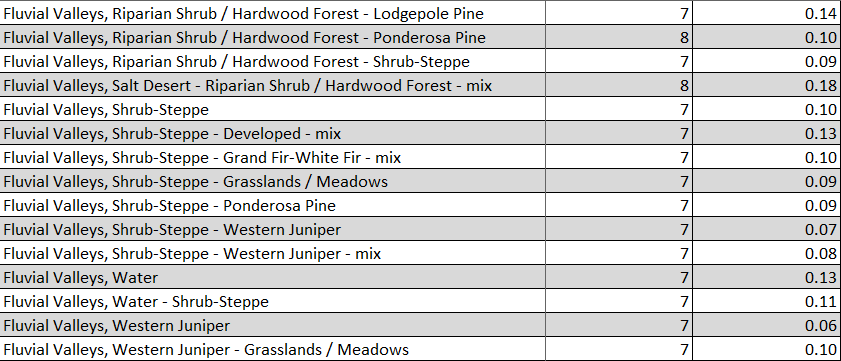 Fluvial Valleys, Riparian Shrub / Hardwood Forest - Lodgepole Pine 7 0.14
Fluvial Valleys, Riparian Shrub / Hardwood Forest - Ponderosa Pine 8 0.10
Fluvial Valleys, Riparian Shrub / Hardwood Forest - Shrub-Steppe 7 0.09
Fluvial Valleys, Salt Desert - Riparian Shrub / Hardwood Forest - mix 8 0.18
Fluvial Valleys, Shrub-Steppe 7 0.10
Fluvial Valleys, Shrub-Steppe - Developed - mix 7 0.13
Fluvial Valleys, Shrub-Steppe - Grand Fir-White Fir - mix 7 0.10
Fluvial Valleys, Shrub-Steppe - Grasslands / Meadows 7 0.09
Fluvial Valleys, Shrub-Steppe - Ponderosa Pine 7 0.09
Fluvial Valleys, Shrub-Steppe - Western Juniper 7 0.07
Fluvial Valleys, Shrub-Steppe - Western Juniper - mix 7 0.08
Fluvial Valleys, Water 7 0.13
Fluvial Valleys, Water - Shrub-Steppe 7 0.11
Fluvial Valleys, Western Juniper 7 0.06
Fluvial Valleys, Western Juniper - Grasslands / Meadows 7 0.10